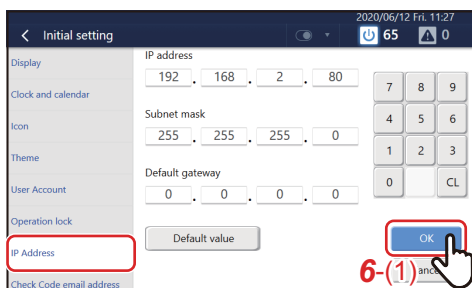 2020/06/12 Fri. 11:27
Initial setting
65
0
Display
Clock and calendar
Icon
Theme
User Account
Operation lock
IP Address
Check Code email address
IP address
192 . 168 . 2 . 80
Subnet mask
255 . 255 . 255 . 0
Default gateway
0 . 0 . 0 . 0
Default value
7 8 9
4 5 6
1 2 3
0 CL
OK
6-(1)